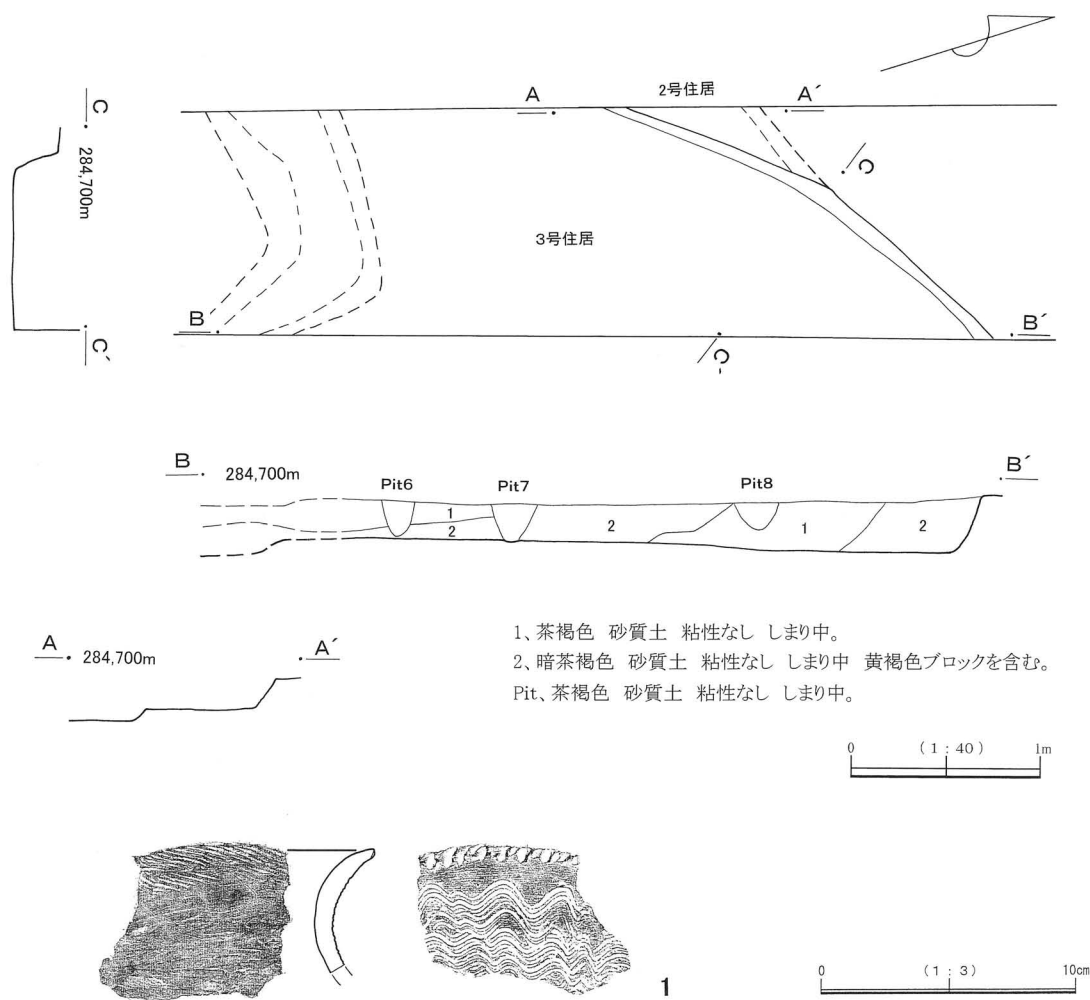 2号住居
A
A´
C
C
284,700m
3号住居
B
B´
C´
C´
B
284,700m
B´
Pit6
Pit7
Pit8
1
2
2
1
2
A
284,700m
A´
1、茶褐色 砂質土 粘性なし しまり中。
2、暗茶褐色 砂質土 粘性なし しまり中 黄褐色ブロックを含む。
Pit、茶褐色 砂質土 粘性なし しまり中。
0 (1:40) 1m
1
0 (1:3) 10cm